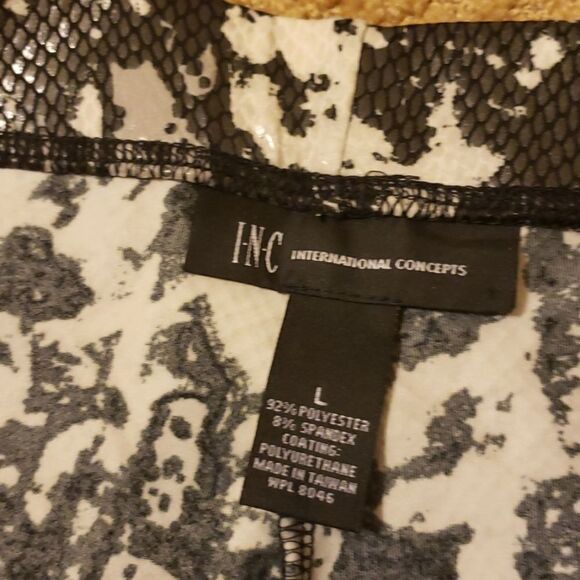 I·N·C INTERNATIONAL CONCEPTS
L
92% POLYESTER
8% SPANDEX
COATING:
POLYURETHANE
MADE IN TAIWAN
WPL 8046